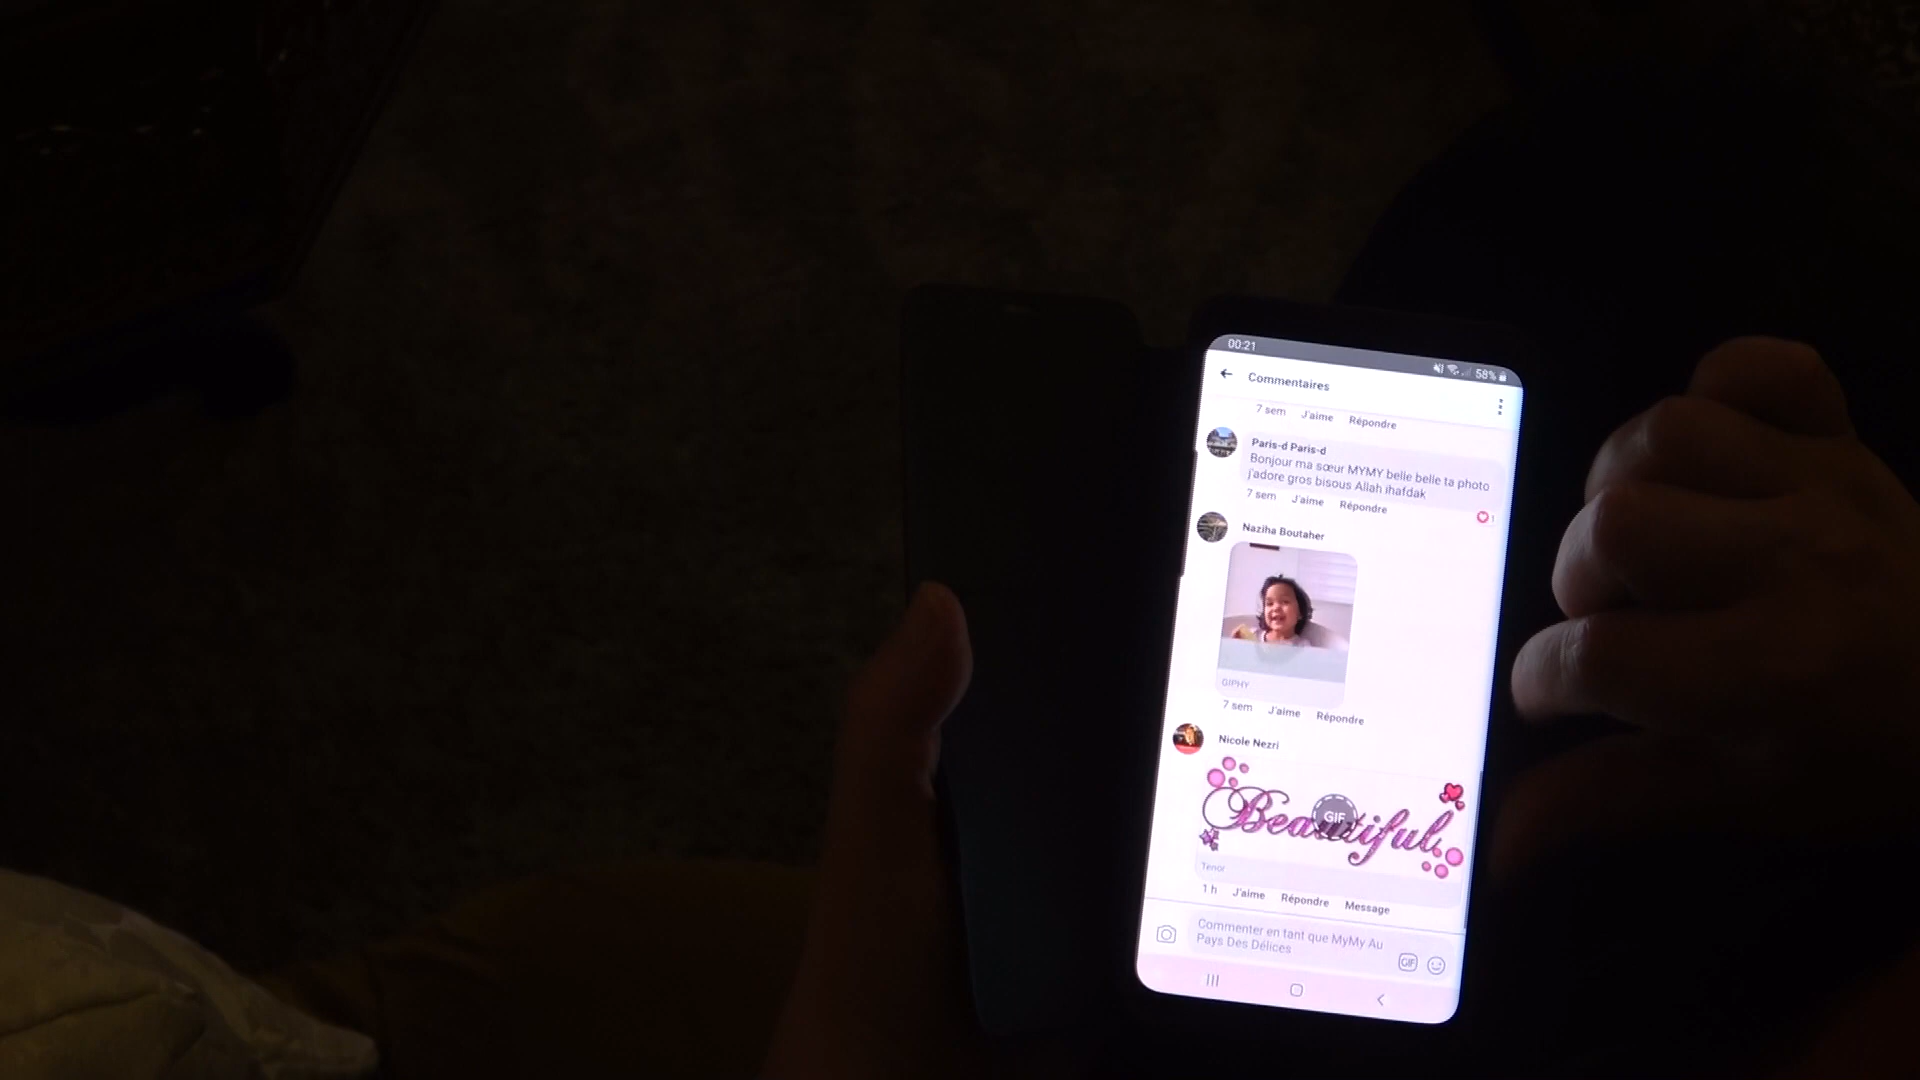 00:21
58%
Commentaires
7 sem J'aime Répondre
Paris-d Paris-d
Bonjour ma sœur MYMY belle belle ta photo
j'adore gros bisous Allah ihafdak
7 sem J'aime Répondre
1
Naziha Boutaher
GIPHY
7 sem J'aime Répondre
Nicole Nezri
Beautiful
GIF
Tenor
1 h J'aime Répondre Message
Commenter en tant que MyMy Au
Pays Des Délices
GIF